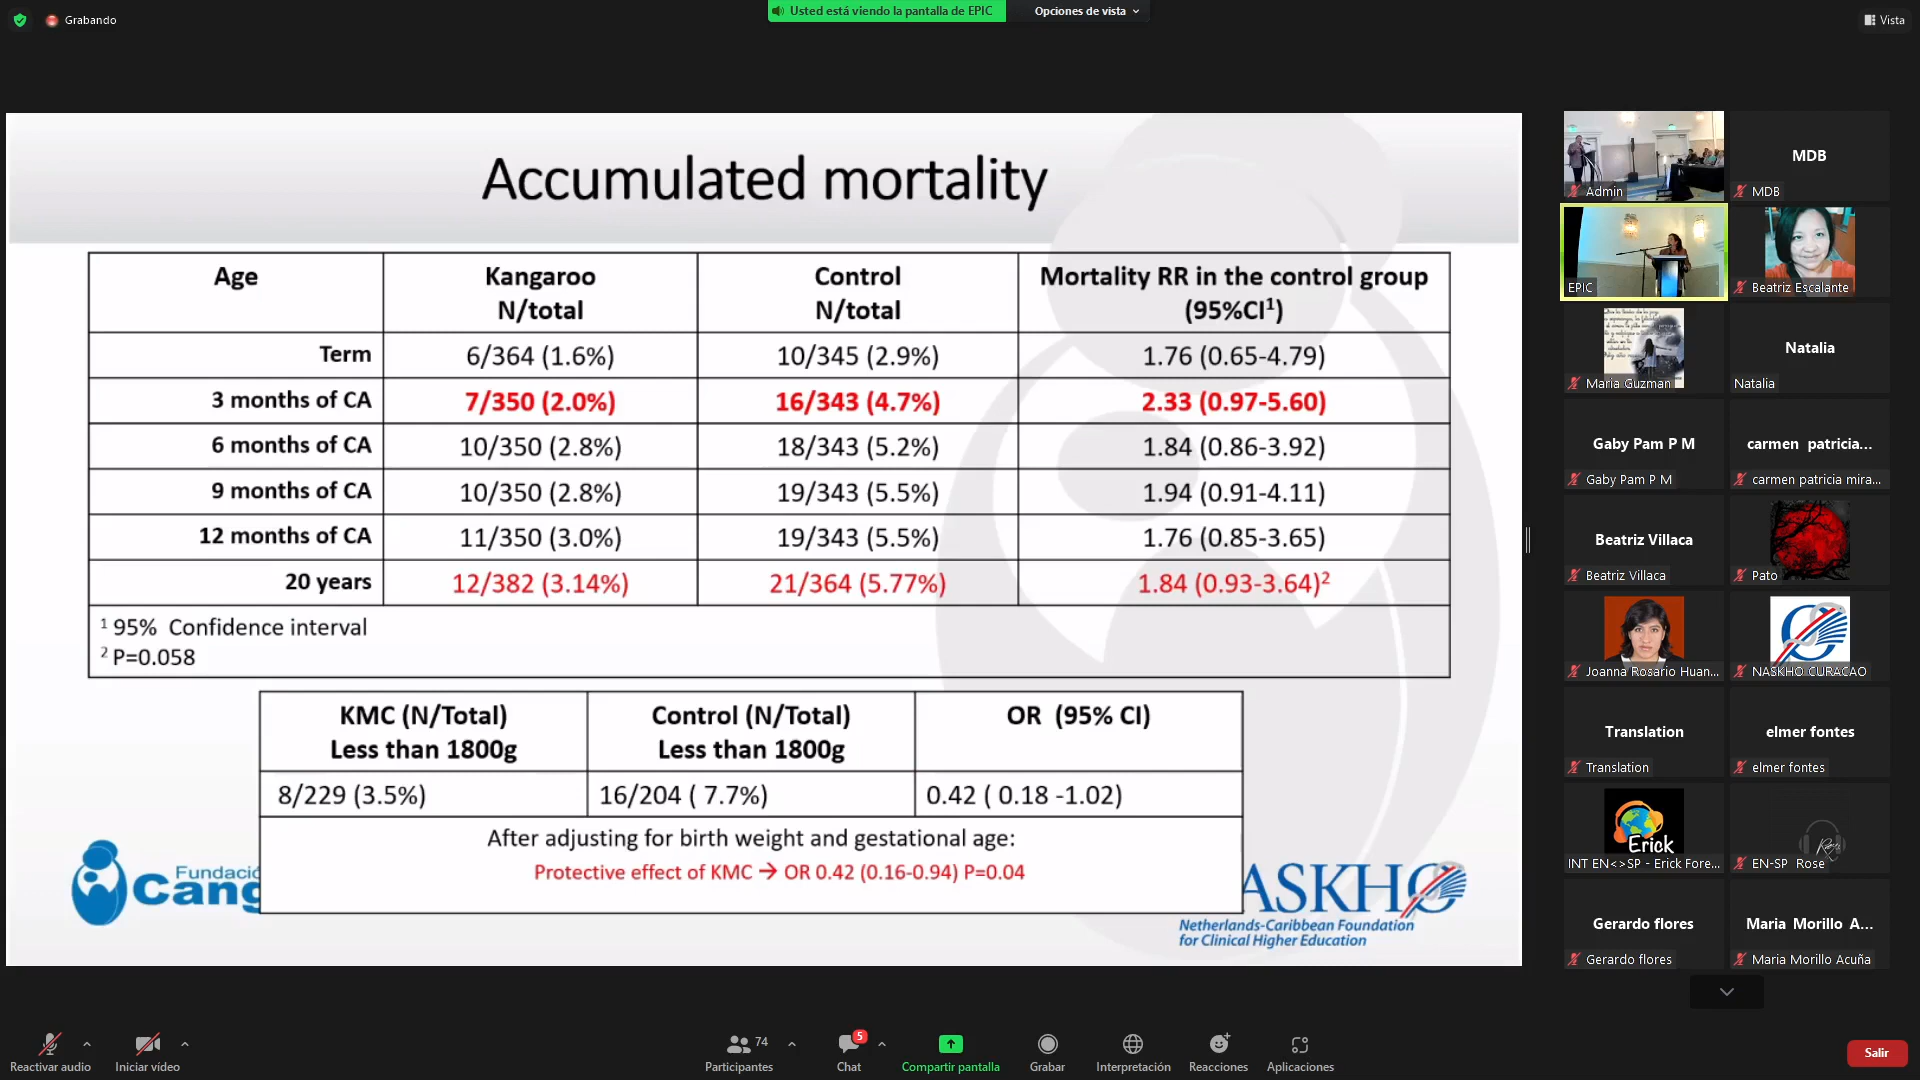 Grabando
Usted está viendo la pantalla de EPIC
Opciones de vista
Vista
Accumulated mortality
Age
Kangaroo
N/total
Control
N/total
Mortality RR in the control group
(95%CI¹)
Term
6/364 (1.6%)
10/345 (2.9%)
1.76 (0.65-4.79)
3 months of CA
7/350 (2.0%)
16/343 (4.7%)
2.33 (0.97-5.60)
6 months of CA
10/350 (2.8%)
18/343 (5.2%)
1.84 (0.86-3.92)
9 months of CA
10/350 (2.8%)
19/343 (5.5%)
1.94 (0.91-4.11)
12 months of CA
11/350 (3.0%)
19/343 (5.5%)
1.76 (0.85-3.65)
20 years
12/382 (3.14%)
21/364 (5.77%)
1.84 (0.93-3.64)²
¹ 95% Confidence interval
² P=0.058
KMC (N/Total)
Less than 1800g
Control (N/Total)
Less than 1800g
OR (95% CI)
8/229 (3.5%)
16/204 ( 7.7%)
0.42 ( 0.18 -1.02)
After adjusting for birth weight and gestational age:
Protective effect of KMC → OR 0.42 (0.16-0.94) P=0.04
Fundació
Cang
ASKHO
Netherlands-Caribbean Foundation
for Clinical Higher Education
Admin
MDB
MDB
EPIC
Beatriz Escalante
Maria Guzman
Natalia
Natalia
Gaby Pam P M
Gaby Pam P M
carmen patricia...
carmen patricia mira...
Beatriz Villaca
Beatriz Villaca
Pato
Joanna Rosario Huan...
NASKHO CURACAO
Translation
Translation
elmer fontes
elmer fontes
Erick
INT EN<>SP - Erick Fore...
EN-SP Rose
Gerardo flores
Gerardo flores
Maria Morillo A...
Maria Morillo Acuña
Reactivar audio
Iniciar vídeo
74
Participantes
5
Chat
Compartir pantalla
Grabar
Interpretación
Reacciones
Aplicaciones
Salir